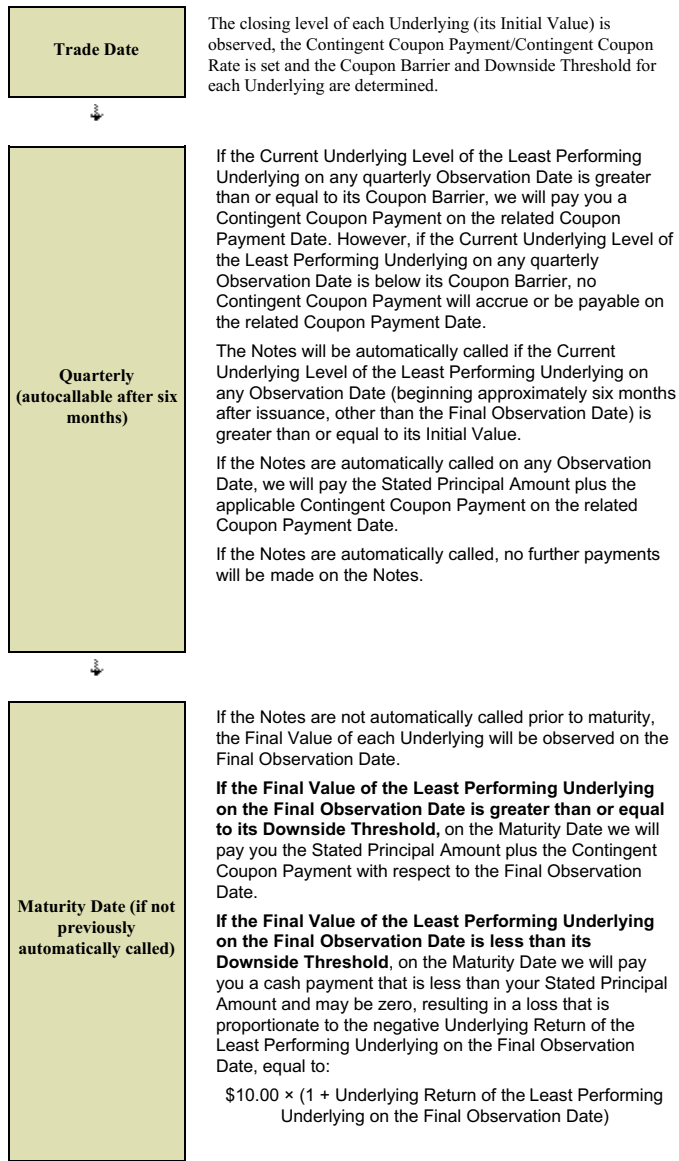 Trade Date
The closing level of each Underlying (its Initial Value) is
observed, the Contingent Coupon Payment/Contingent Coupon
Rate is set and the Coupon Barrier and Downside Threshold for
each Underlying are determined.
Quarterly
(autocallable after six
months)
If the Current Underlying Level of the Least Performing
Underlying on any quarterly Observation Date is greater
than or equal to its Coupon Barrier, we will pay you a
Contingent Coupon Payment on the related Coupon
Payment Date. However, if the Current Underlying Level of
the Least Performing Underlying on any quarterly
Observation Date is below its Coupon Barrier, no
Contingent Coupon Payment will accrue or be payable on
the related Coupon Payment Date.
The Notes will be automatically called if the Current
Underlying Level of the Least Performing Underlying on
any Observation Date (beginning approximately six months
after issuance, other than the Final Observation Date) is
greater than or equal to its Initial Value.
If the Notes are automatically called on any Observation
Date, we will pay the Stated Principal Amount plus the
applicable Contingent Coupon Payment on the related
Coupon Payment Date.
If the Notes are automatically called, no further payments
will be made on the Notes.
Maturity Date (if not
previously
automatically called)
If the Notes are not automatically called prior to maturity,
the Final Value of each Underlying will be observed on the
Final Observation Date.
If the Final Value of the Least Performing Underlying
on the Final Observation Date is greater than or equal
to its Downside Threshold, on the Maturity Date we will
pay you the Stated Principal Amount plus the Contingent
Coupon Payment with respect to the Final Observation
Date.
If the Final Value of the Least Performing Underlying
on the Final Observation Date is less than its
Downside Threshold, on the Maturity Date we will pay
you a cash payment that is less than your Stated Principal
Amount and may be zero, resulting in a loss that is
proportionate to the negative Underlying Return of the
Least Performing Underlying on the Final Observation
Date, equal to:
$10.00 × (1 + Underlying Return of the Least Performing
Underlying on the Final Observation Date)